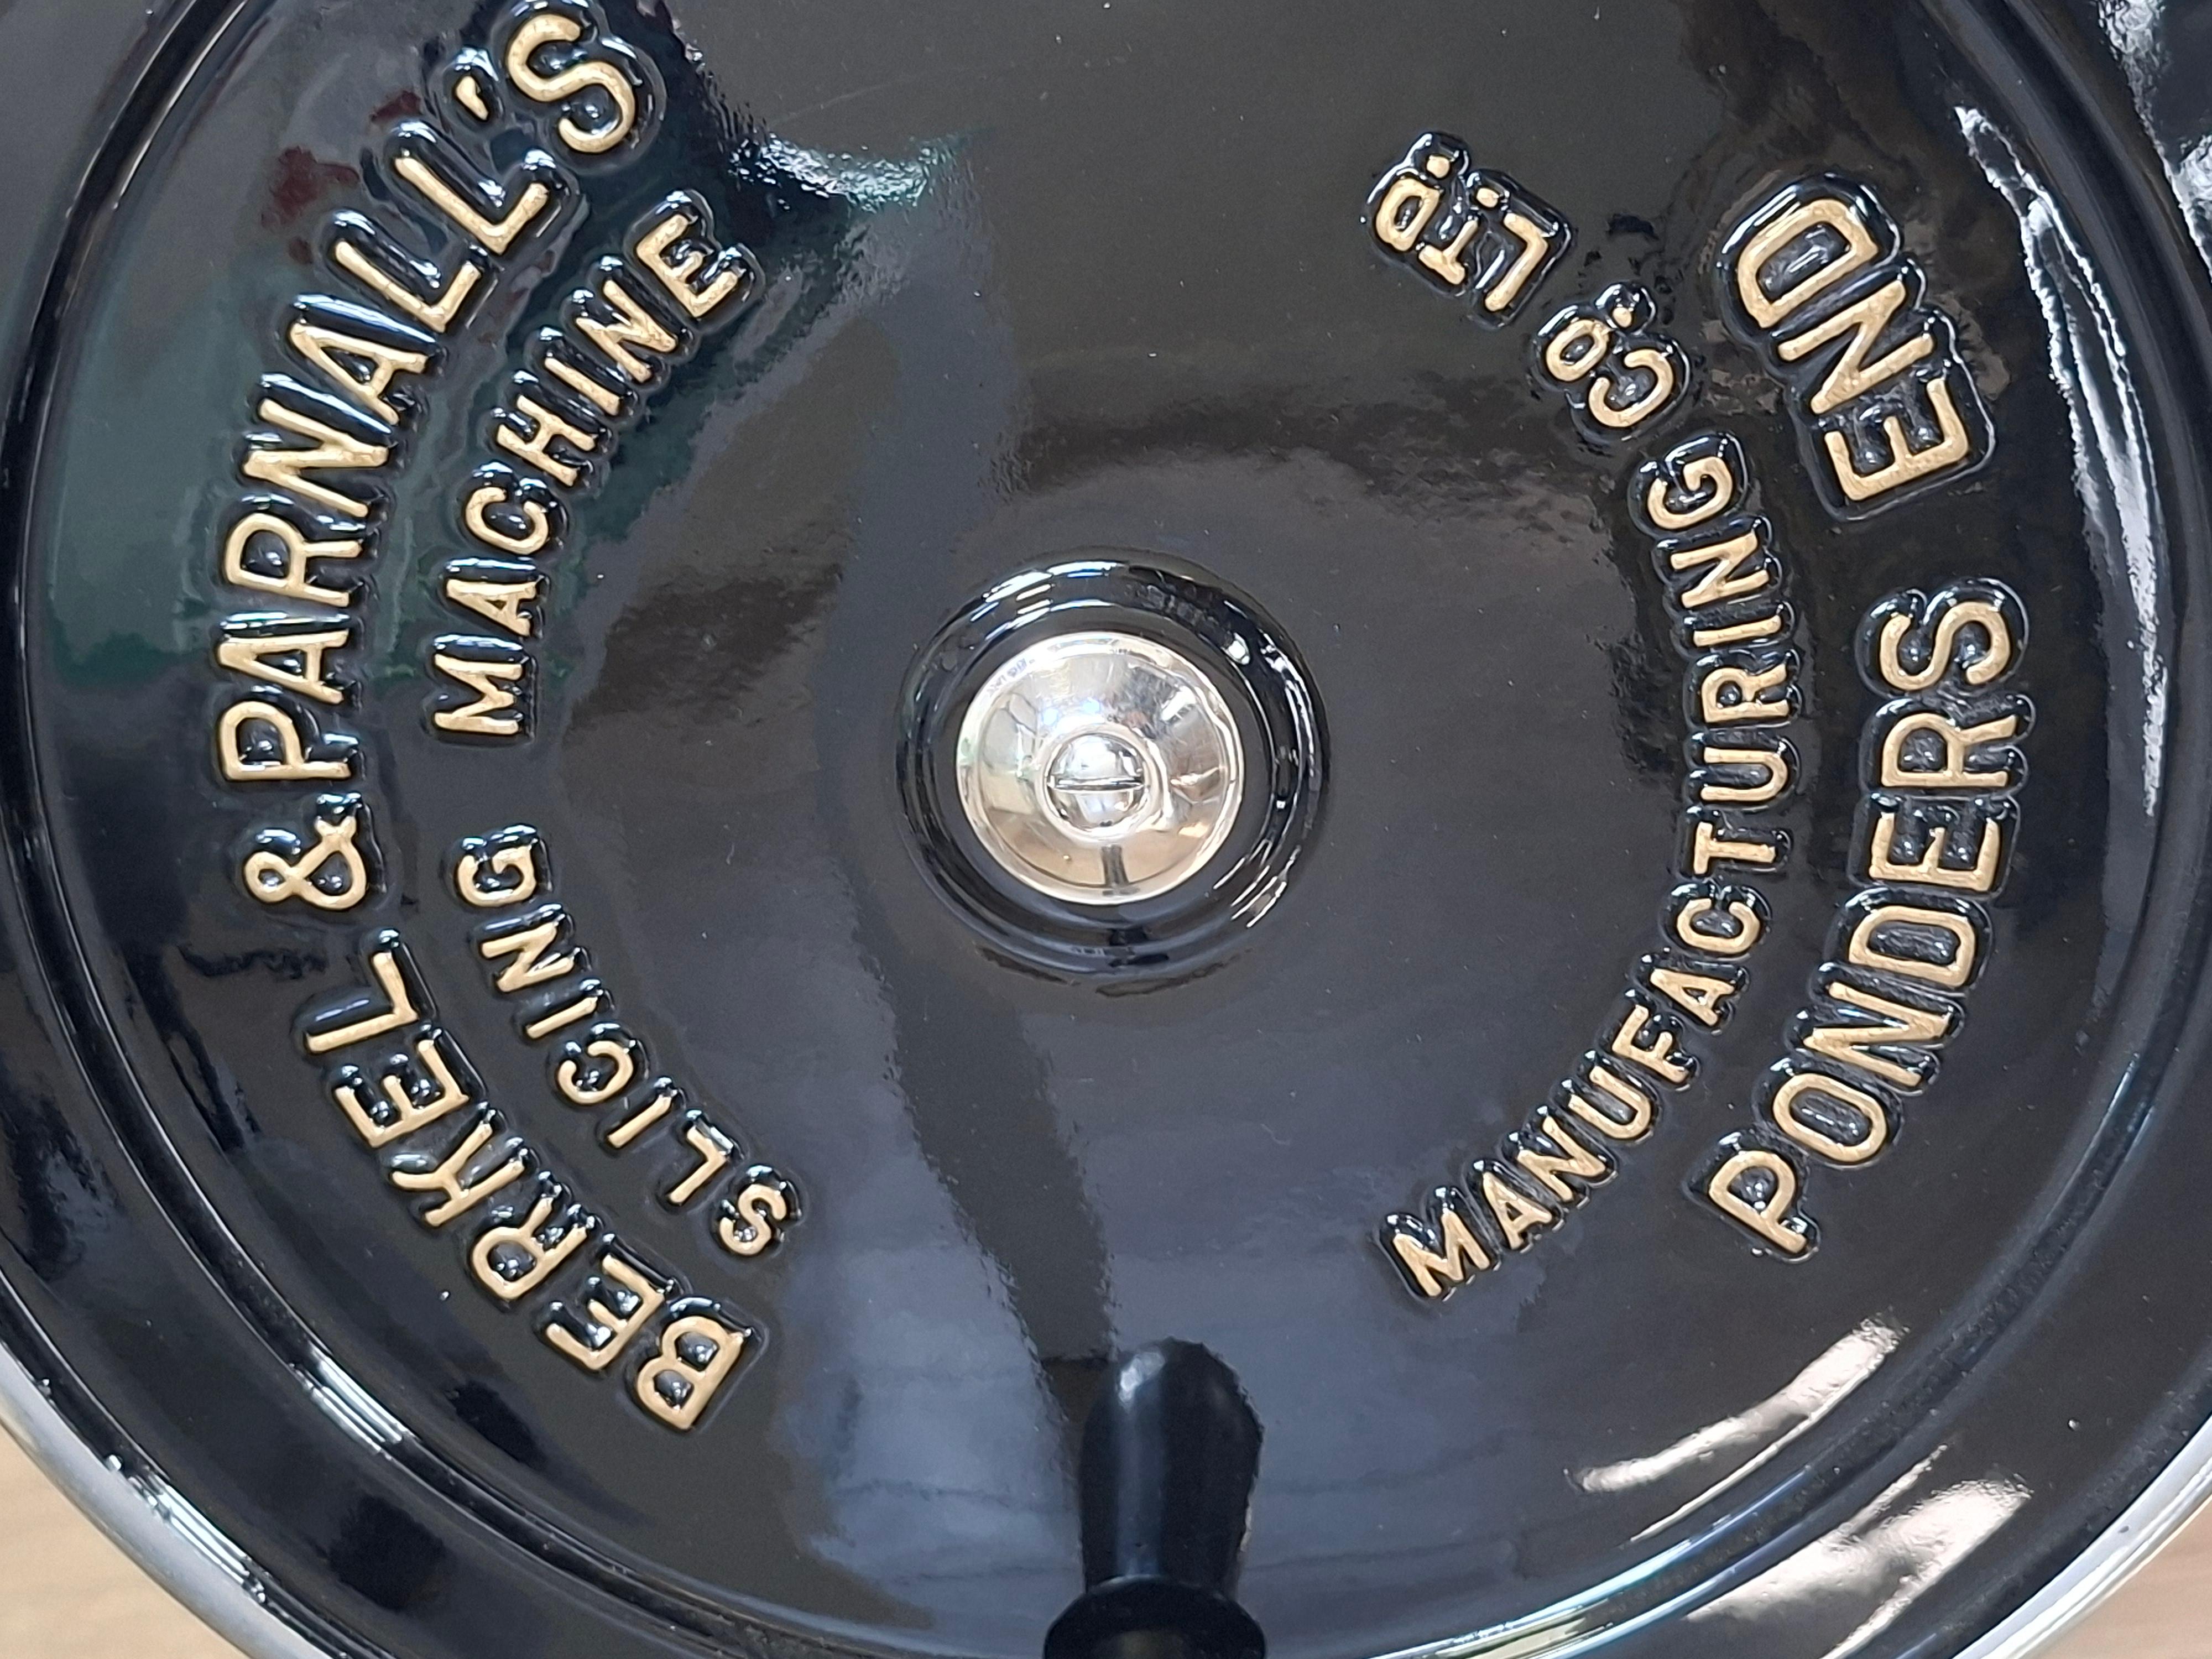 BERKEL & PARNALL'S
SLICING MACHINE
MANUFACTURING Co. LTD.
PONDERS END